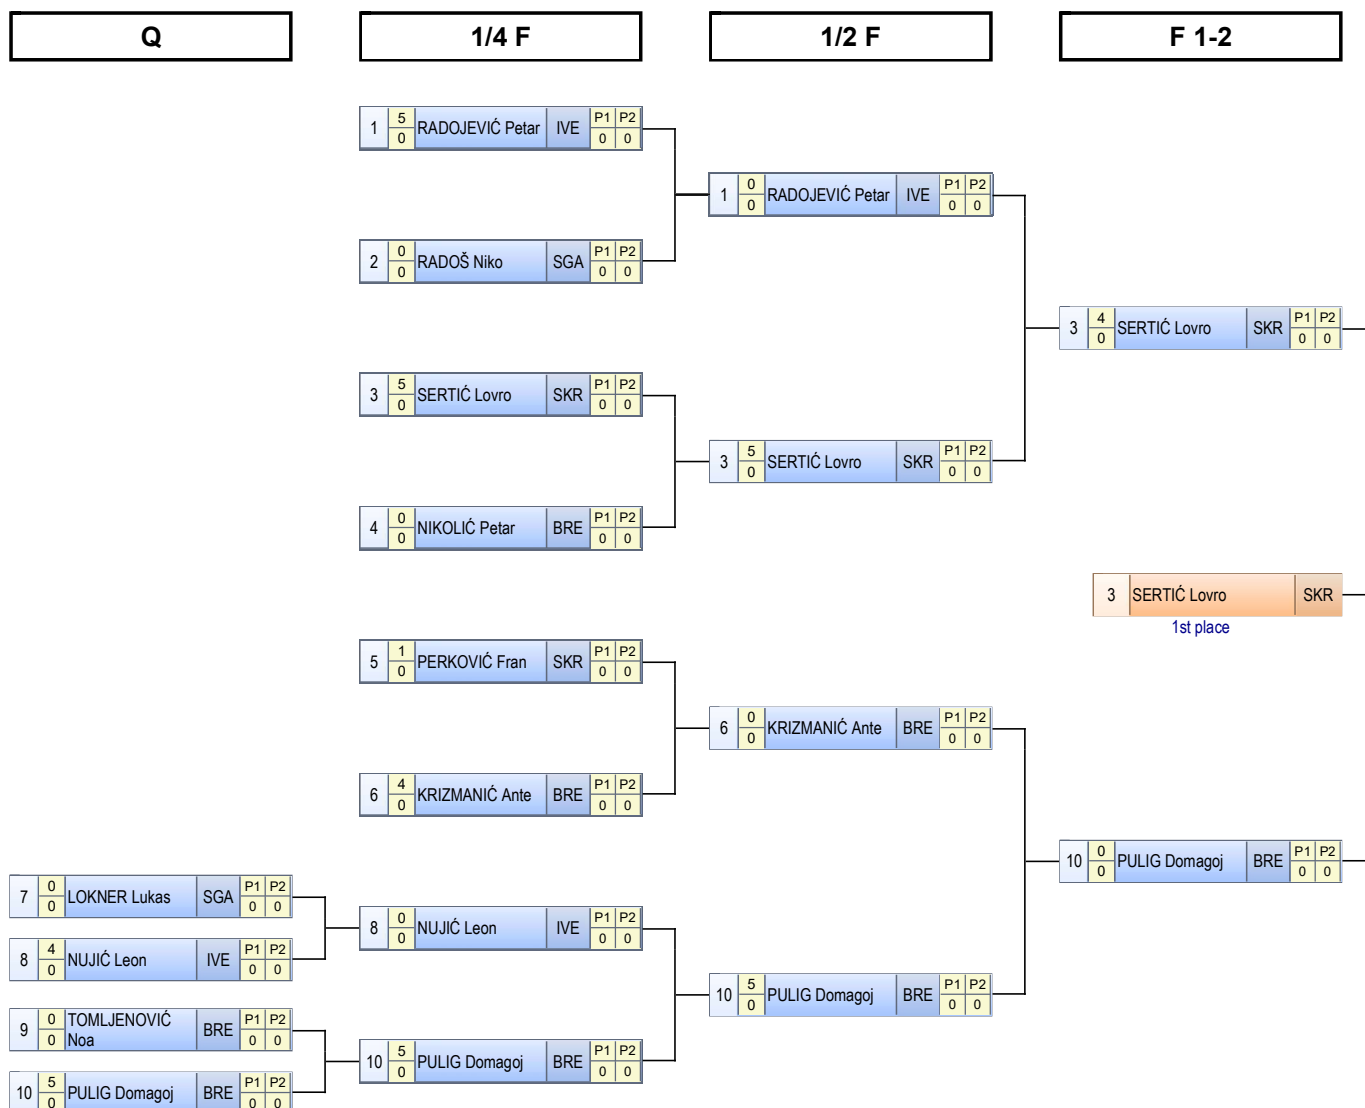 Q 1/4 F 1/2 F F 1-2
1 5 0 RADOJEVIĆ Petar IVE P1 P2 0 0
1 0 0 RADOJEVIĆ Petar IVE P1 P2 0 0
2 0 0 RADOŠ Niko SGA P1 P2 0 0
3 4 0 SERTIĆ Lovro SKR P1 P2 0 0
3 5 0 SERTIĆ Lovro SKR P1 P2 0 0
3 5 0 SERTIĆ Lovro SKR P1 P2 0 0
4 0 0 NIKOLIĆ Petar BRE P1 P2 0 0
3 SERTIĆ Lovro SKR
1st place
5 1 0 PERKOVIĆ Fran SKR P1 P2 0 0
6 0 0 KRIZMANIĆ Ante BRE P1 P2 0 0
6 4 0 KRIZMANIĆ Ante BRE P1 P2 0 0
10 0 0 PULIG Domagoj BRE P1 P2 0 0
7 0 0 LOKNER Lukas SGA P1 P2 0 0
8 0 0 NUJIĆ Leon IVE P1 P2 0 0
8 4 0 NUJIĆ Leon IVE P1 P2 0 0
10 5 0 PULIG Domagoj BRE P1 P2 0 0
9 0 0 TOMLJENOVIĆ
Noa BRE P1 P2 0 0
10 5 0 PULIG Domagoj BRE P1 P2 0 0
10 5 0 PULIG Domagoj BRE P1 P2 0 0